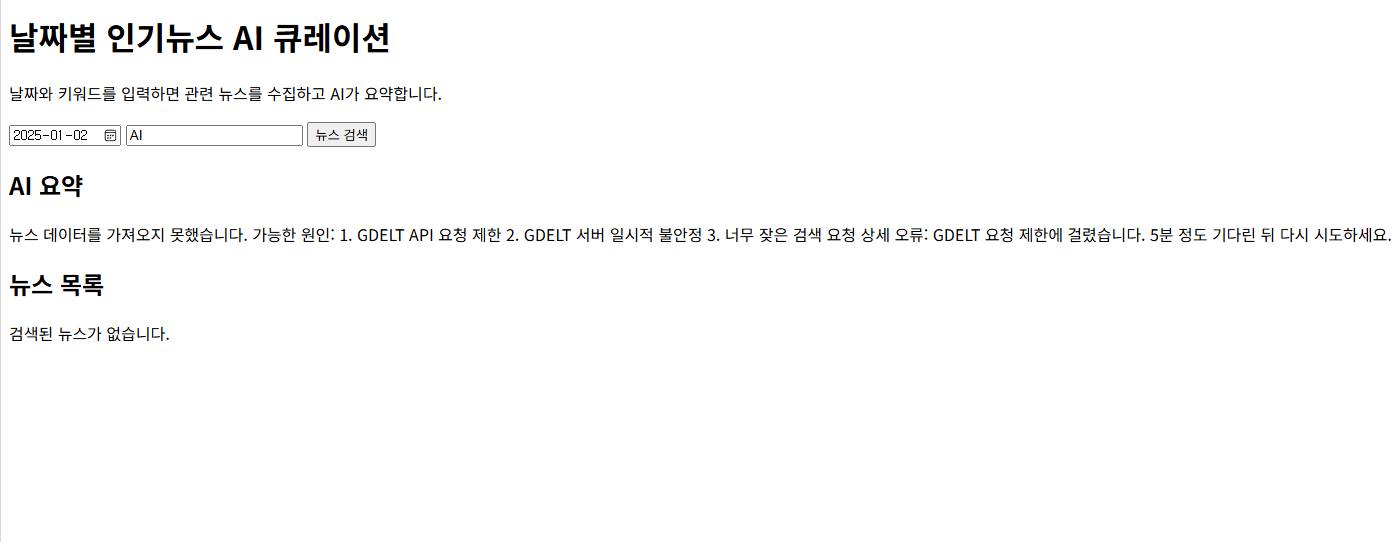 날짜별 인기뉴스 AI 큐레이션
날짜와 키워드를 입력하면 관련 뉴스를 수집하고 AI가 요약합니다.
2025-01-02 AI 뉴스 검색
AI 요약
뉴스 데이터를 가져오지 못했습니다. 가능한 원인: 1. GDELT API 요청 제한 2. GDELT 서버 일시적 불안정 3. 너무 잦은 검색 요청 상세 오류: GDELT 요청 제한에 걸렸습니다. 5분 정도 기다린 뒤 다시 시도하세요.
뉴스 목록
검색된 뉴스가 없습니다.